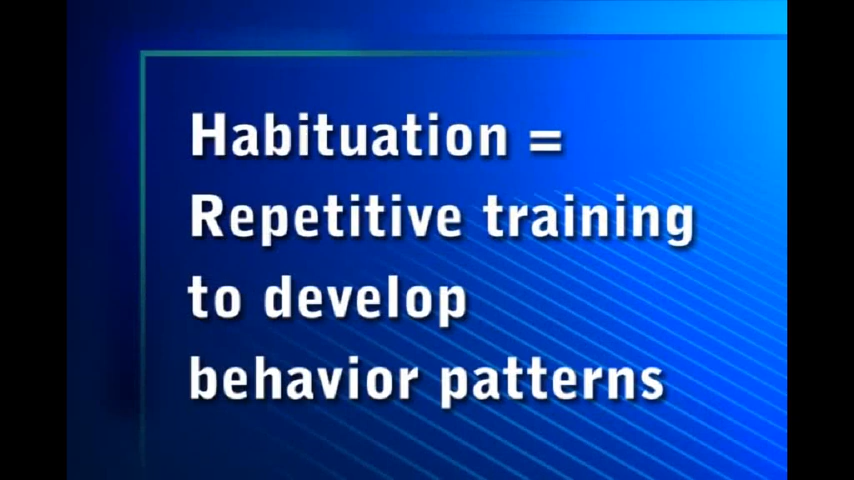 Habituation =
Repetitive training
to develop
behavior patterns